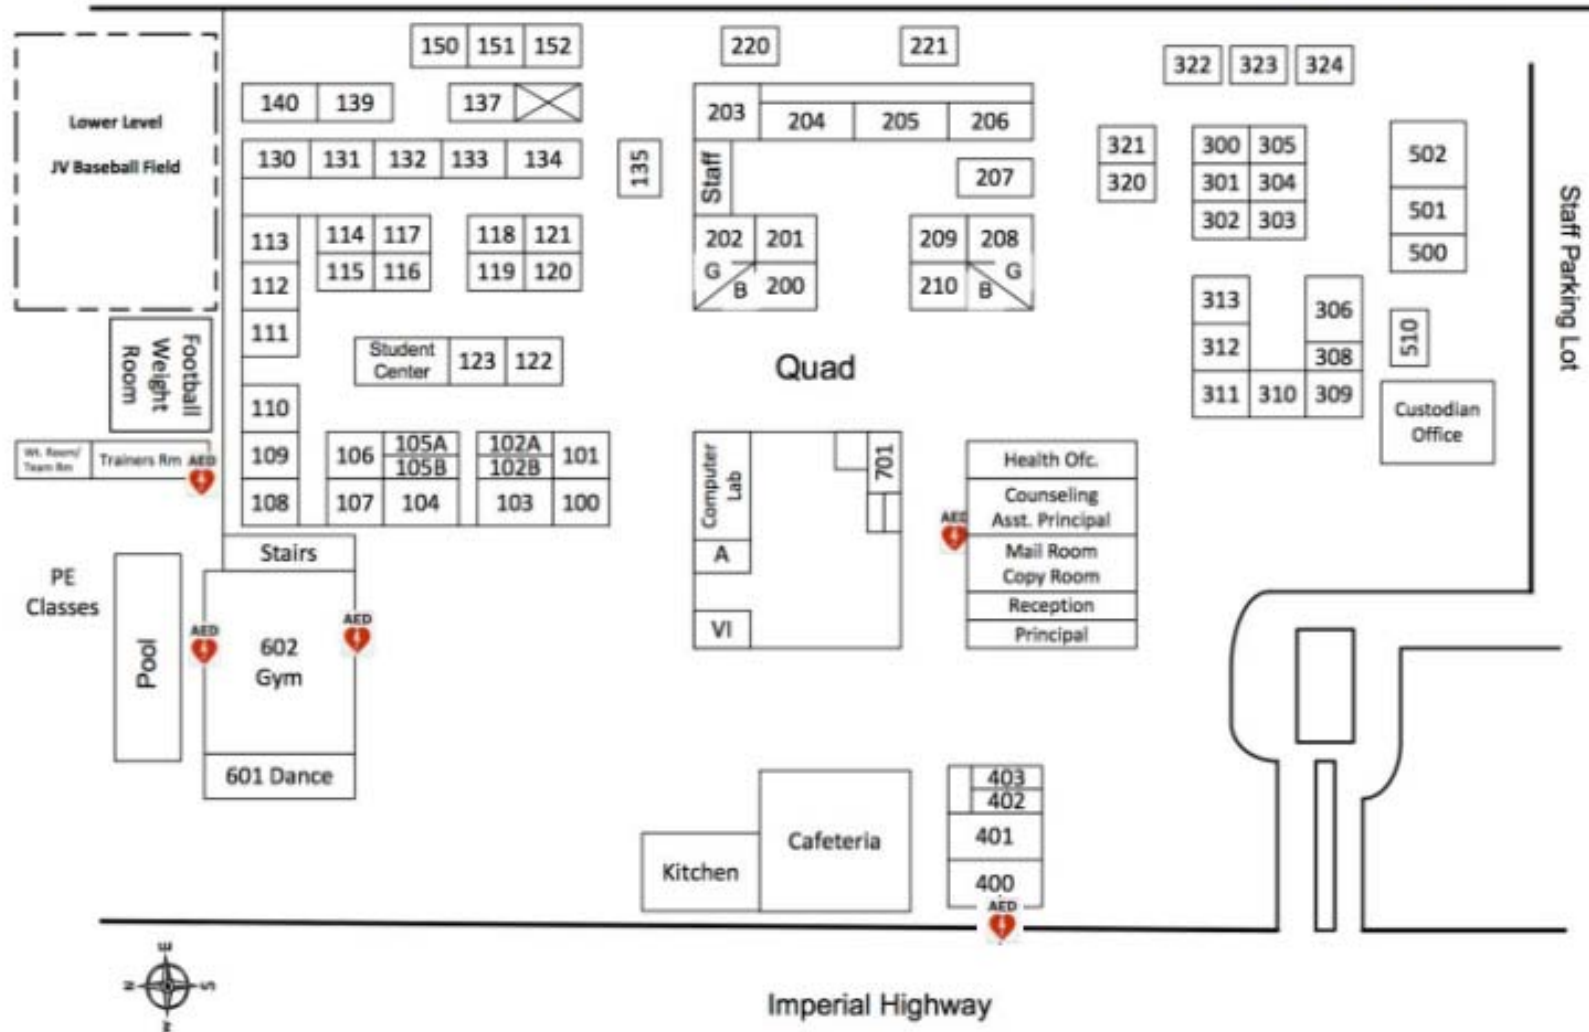 150 151 152
220
221
322 323 324
140 139
137
203
204 205 206
Lower Level
JV Baseball Field
130 131 132 133 134
135
Staff
207
321
320
300 305
301 304
302 303
502
501
500
Staff Parking Lot
113
112
111
114 117
115 116
118 121
119 120
202 201
G
B 200
209 208
210 B G
313
312
311 310 309
306
308
510
Football
Weight
Room
Student
Center
123 122
Quad
Custodian
Office
110
109
108
106 105A
105B
107 104
102A 101
102B
103 100
Wt. Room/
Team Rm
Trainers Rm AED
Computer
Lab
A
VI
701
Health Ofc.
Counseling
Asst. Principal
AED
Mail Room
Copy Room
Reception
Principal
Stairs
PE
Classes
Pool
AED
AED
602
Gym
601 Dance
Kitchen
Cafeteria
403
402
401
400
AED
E
N S
Imperial Highway